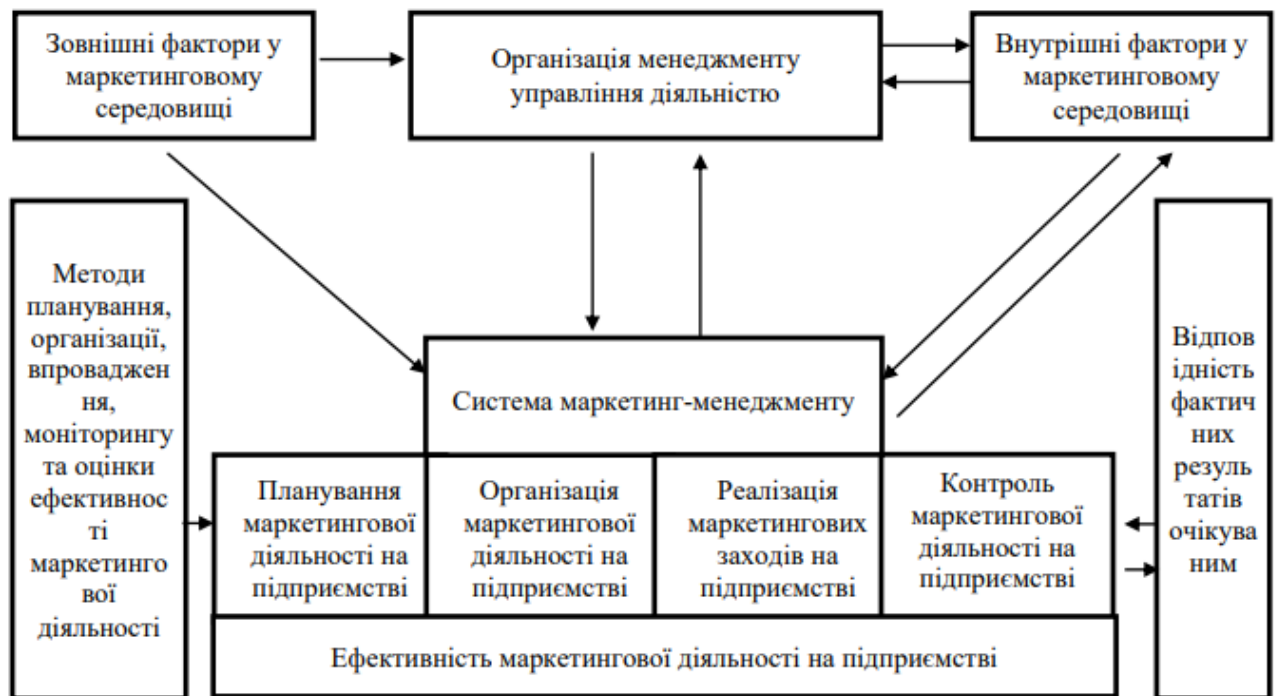 Зовнішні фактори у
маркетинговому
середовищі
Організація менеджменту
управління діяльністю
Внутрішні фактори у
маркетинговому
середовищі
Методи
планування,
організації,
впроваджен
ня,
моніторингу
та оцінки
ефективнос
ті
маркетинго
вої
діяльності
Система маркетинг-менеджменту
Планування
маркетингової
діяльності на
підприємстві
Організація
маркетингової
діяльності на
підприємстві
Реалізація
маркетингових
заходів на
підприємстві
Контроль
маркетингової
діяльності на
підприємстві
Ефективність маркетингової діяльності на підприємстві
Відпов
ідність
фактич
них
резуль
татів
очікува
ним